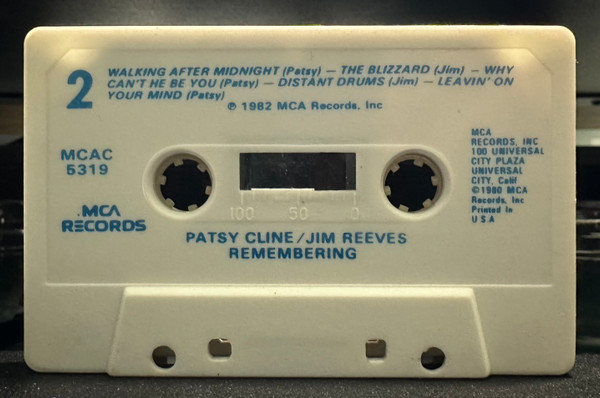 2
WALKING AFTER MIDNIGHT (Patsy) — THE BLIZZARD (Jim) — WHY
CAN'T HE BE YOU (Patsy) — DISTANT DRUMS (Jim) — LEAVIN' ON
YOUR MIND (Patsy)
℗ 1982 MCA Records, Inc
MCAC
5319
MCA
RECORDS
MCA
RECORDS, INC
100 UNIVERSAL
CITY PLAZA
UNIVERSAL
CITY, Calif
©1980 MCA
Records, Inc
Printed In
U S A
100 50 0
PATSY CLINE/JIM REEVES
REMEMBERING